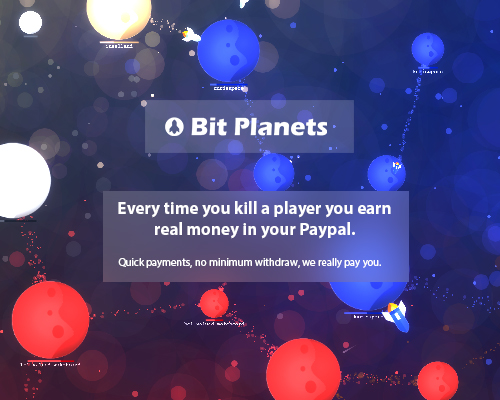 Bit Planets
Every time you kill a player you earn
real money in your Paypal.
Quick payments, no minimum withdraw, we really pay you.